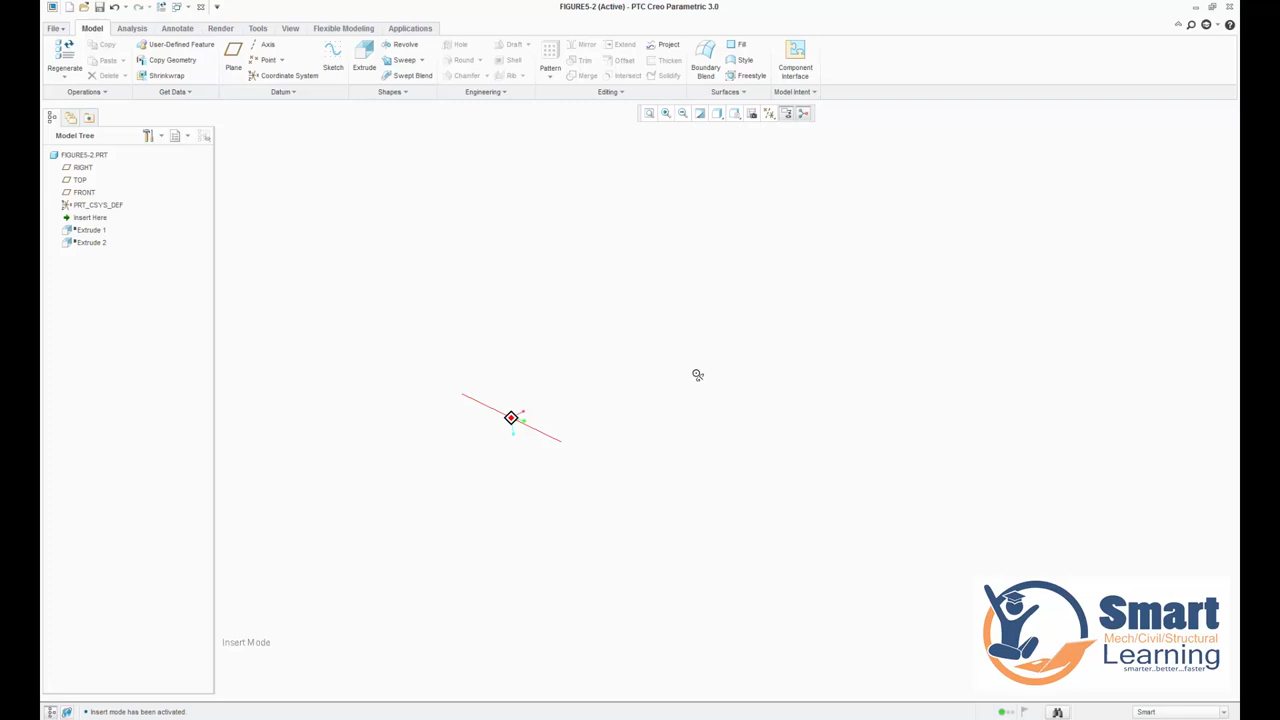 FIGURE5-2 (Active) - PTC Creo Parametric 3.0
File Model Analysis Annotate Render Tools View Flexible Modeling Applications
Regenerate Copy Paste Delete User-Defined Feature Copy Geometry Shrinkwrap
Plane Axis Point Coordinate System Sketch
Extrude Revolve Sweep Swept Blend
Hole Round Chamfer Draft Shell Rib
Pattern Mirror Trim Merge Extend Offset Intersect Project Thicken Solidify
Boundary Blend Fill Style Freestyle
Component Interface
Operations Get Data Datum Shapes Engineering Editing Surfaces Model Intent
Model Tree
FIGURE5-2.PRT
RIGHT
TOP
FRONT
PRT_CSYS_DEF
Insert Here
Extrude 1
Extrude 2
Insert Mode
Smart
Mech/Civil/Structural
Learning
smarter..better...faster
• Insert mode has been activated.
Smart